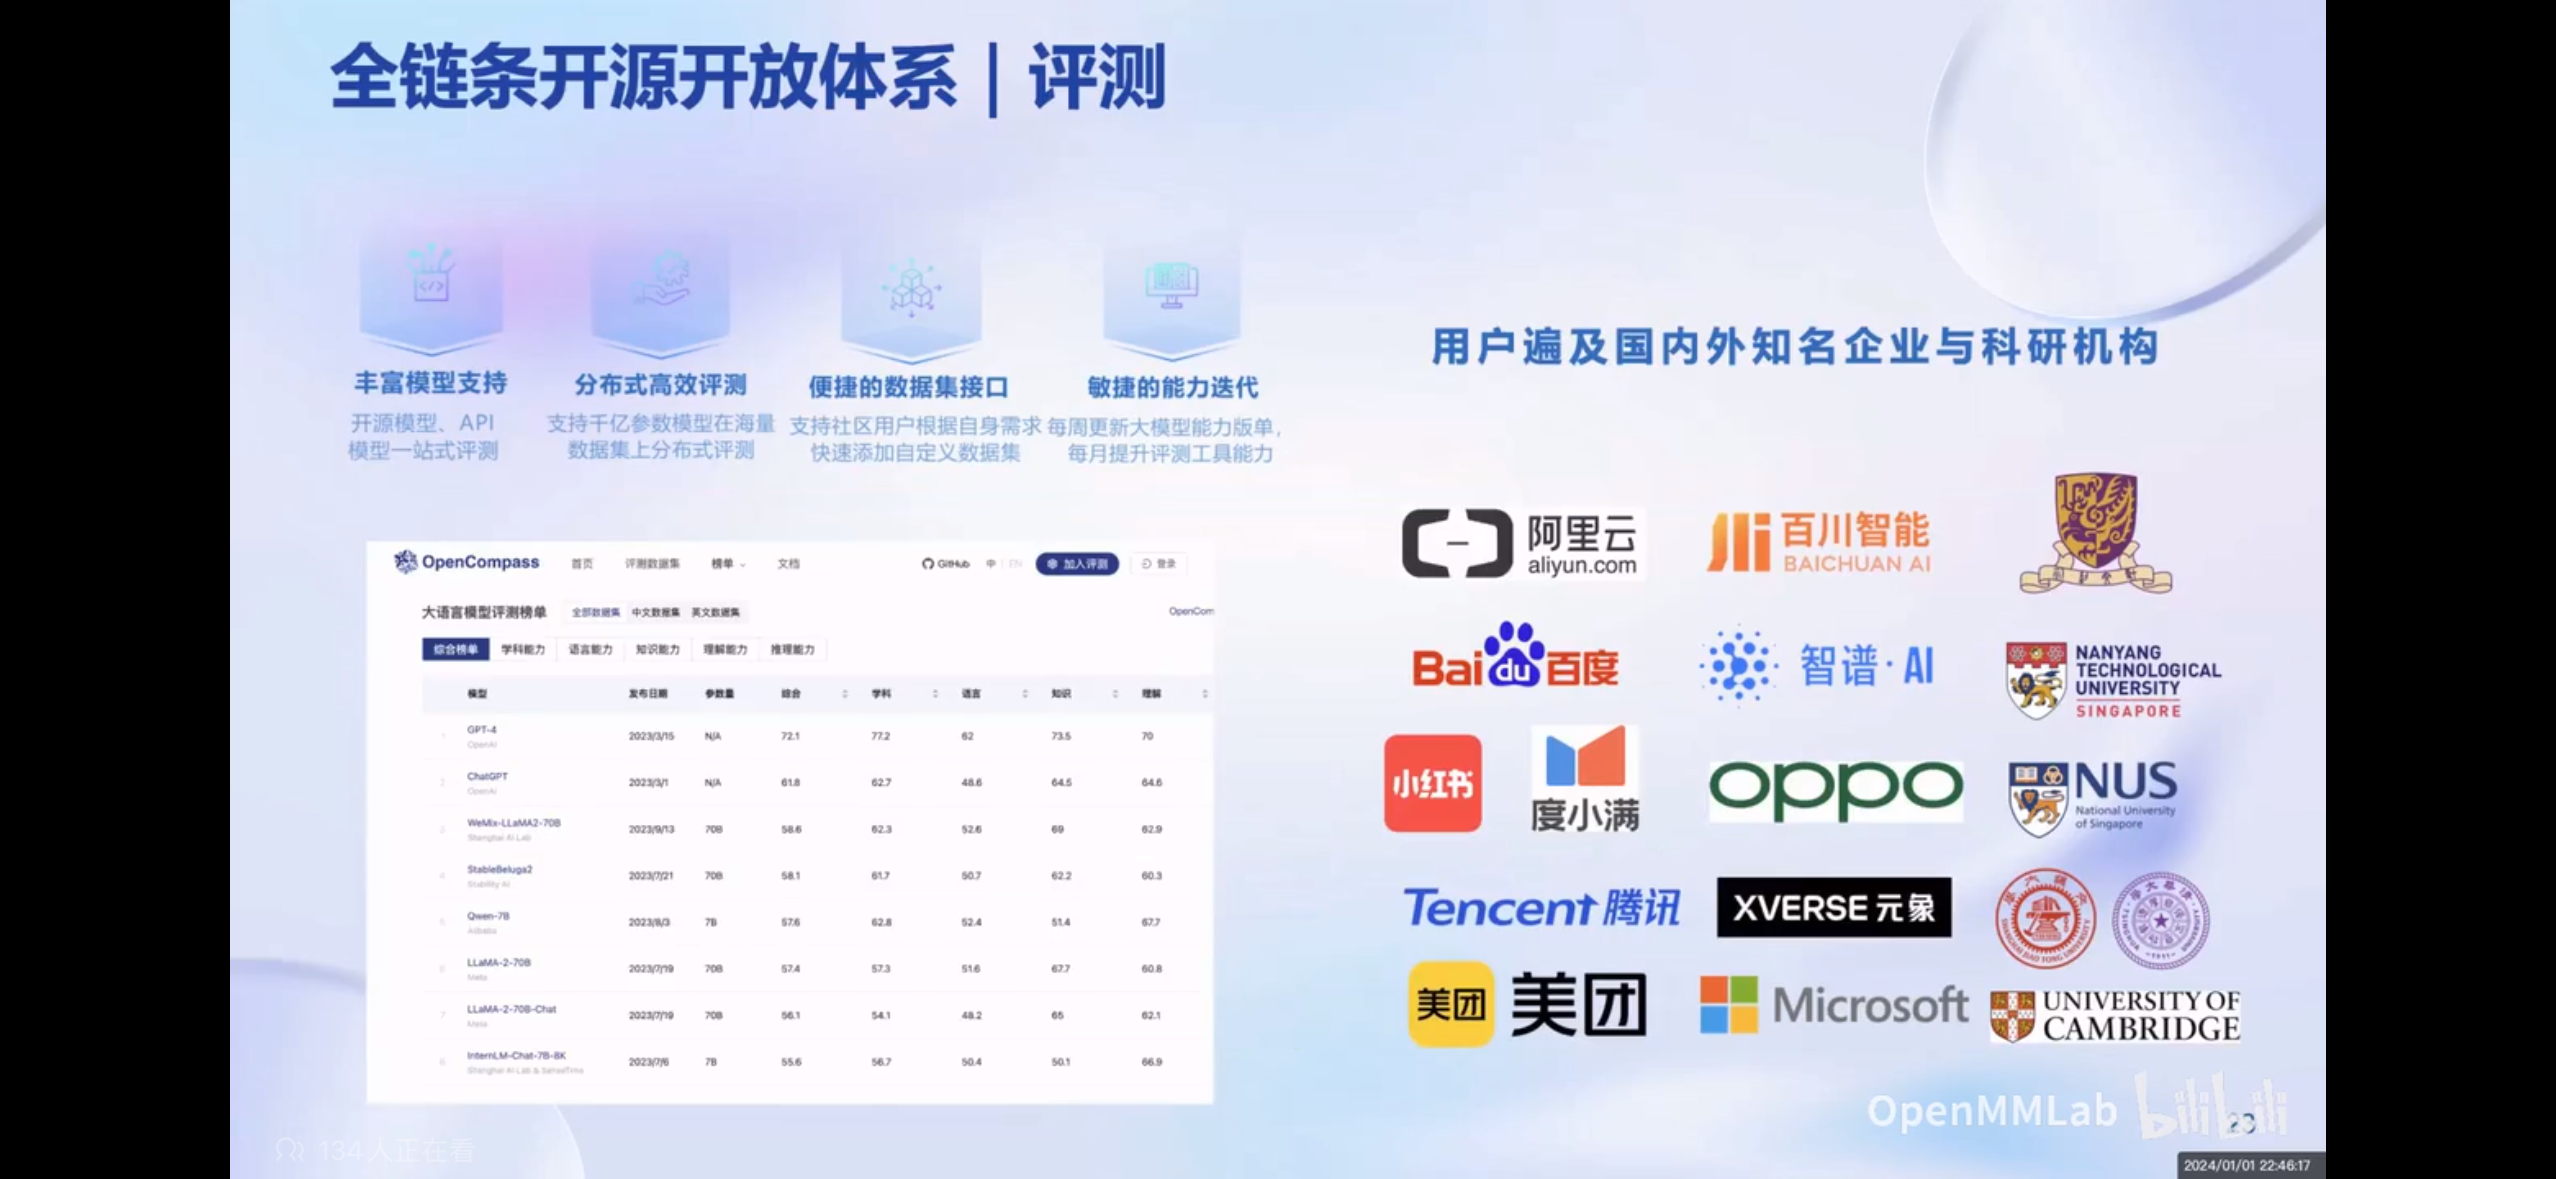 全链条开源开放体系 | 评测
丰富模型支持
开源模型、API
模型一站式评测
分布式高效评测
支持千亿参数模型在海量
数据集上分布式评测
便捷的数据集接口
支持社区用户根据自身需求
快速添加自定义数据集
敏捷的能力迭代
每周更新大模型能力版单，
每月提升评测工具能力
OpenCompass 首页 评测数据集 榜单 文档 GitHub 中 EN 加入评测 登录
大语言模型评测榜单 全部数据集 中文数据集 英文数据集 OpenCom
综合榜单 学科能力 语言能力 知识能力 理解能力 推理能力
模型 发布日期 参数量 综合 学科 语言 知识 理解
1 GPT-4 2023/3/15 N/A 72.1 77.2 62 73.5 70
OpenAI
2 ChatGPT 2023/3/1 N/A 61.8 62.7 48.6 64.5 64.6
OpenAI
3 WeMix-LLaMA2-70B 2023/9/13 70B 58.6 62.3 52.6 69 62.9
Shanghai AI Lab
4 StableBeluga2 2023/7/21 70B 58.1 61.7 50.7 62.2 60.3
Stability AI
5 Qwen-7B 2023/8/3 7B 57.6 62.8 52.4 51.4 67.7
Alibaba
6 LLaMA-2-70B 2023/7/19 70B 57.4 57.3 51.6 67.7 60.8
Meta
7 LLaMA-2-70B-Chat 2023/7/19 70B 56.1 54.1 48.2 65 62.1
Meta
8 InternLM-Chat-7B-8K 2023/7/6 7B 55.6 56.7 50.4 50.1 66.9
Shanghai AI Lab & SenseTime
用户遍及国内外知名企业与科研机构
阿里云
aliyun.com
百川智能
BAICHUAN AI
Bai du 百度
智谱·AI
NANYANG
TECHNOLOGICAL
UNIVERSITY
SINGAPORE
小红书
度小满
oppo
NUS
National University
of Singapore
Tencent 腾讯
XVERSE 元象
美团 美团
Microsoft
UNIVERSITY OF
CAMBRIDGE
OpenMMLab bilibili
23
134人正在看
2024/01/01 22:46:17